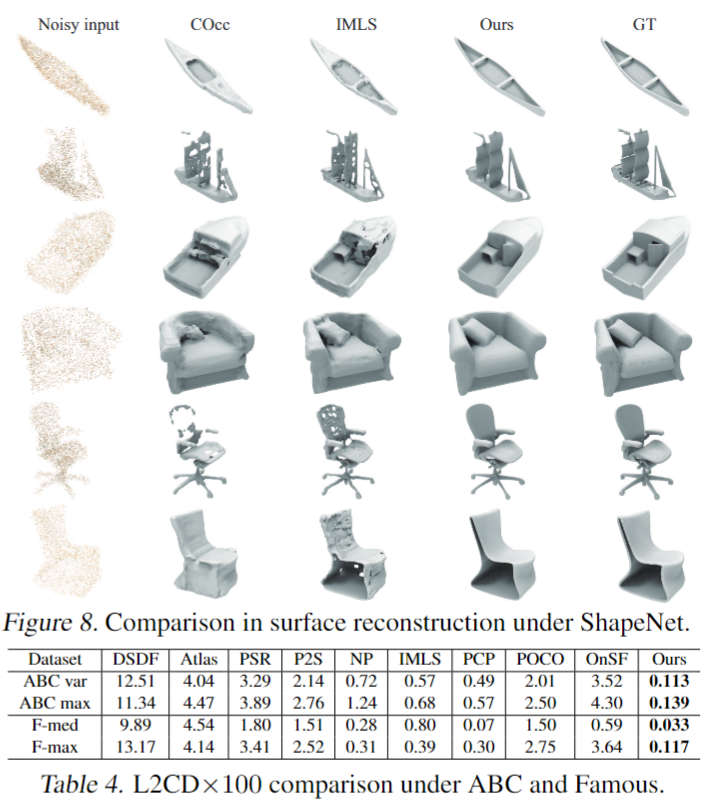 Noisy input COcc IMLS Ours GT
Figure 8. Comparison in surface reconstruction under ShapeNet.
Dataset DSDF Atlas PSR P2S NP IMLS PCP POCO OnSF Ours
ABC var 12.51 4.04 3.29 2.14 0.72 0.57 0.49 2.01 3.52 0.113
ABC max 11.34 4.47 3.89 2.76 1.24 0.68 0.57 2.50 4.30 0.139
F-med 9.89 4.54 1.80 1.51 0.28 0.80 0.07 1.50 0.59 0.033
F-max 13.17 4.14 3.41 2.52 0.31 0.39 0.30 2.75 3.64 0.117
Table 4. L2CD×100 comparison under ABC and Famous.